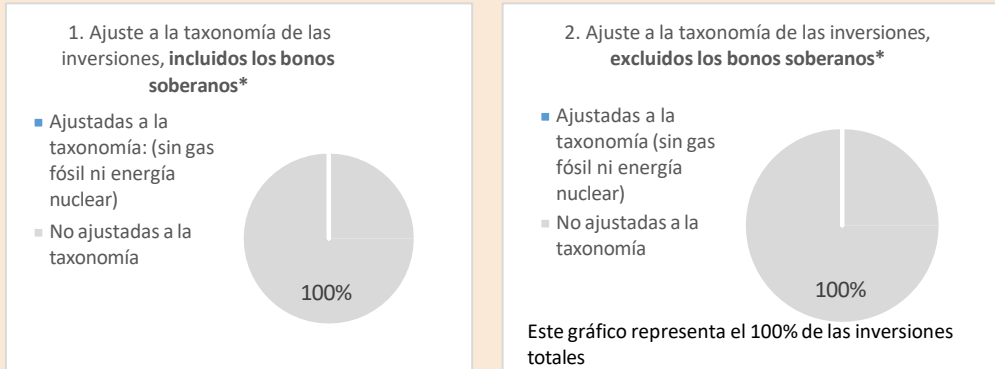 1. Ajuste a la taxonomía de las
inversiones, incluidos los bonos
soberanos*
Ajustadas a la
taxonomía: (sin gas
fósil ni energía
nuclear)
No ajustadas a la
taxonomía
100%
2. Ajuste a la taxonomía de las inversiones,
excluidos los bonos soberanos*
Ajustadas a la
taxonomía (sin gas
fósil ni energía
nuclear)
No ajustadas a la
taxonomía
100%
Este gráfico representa el 100% de las inversiones
totales